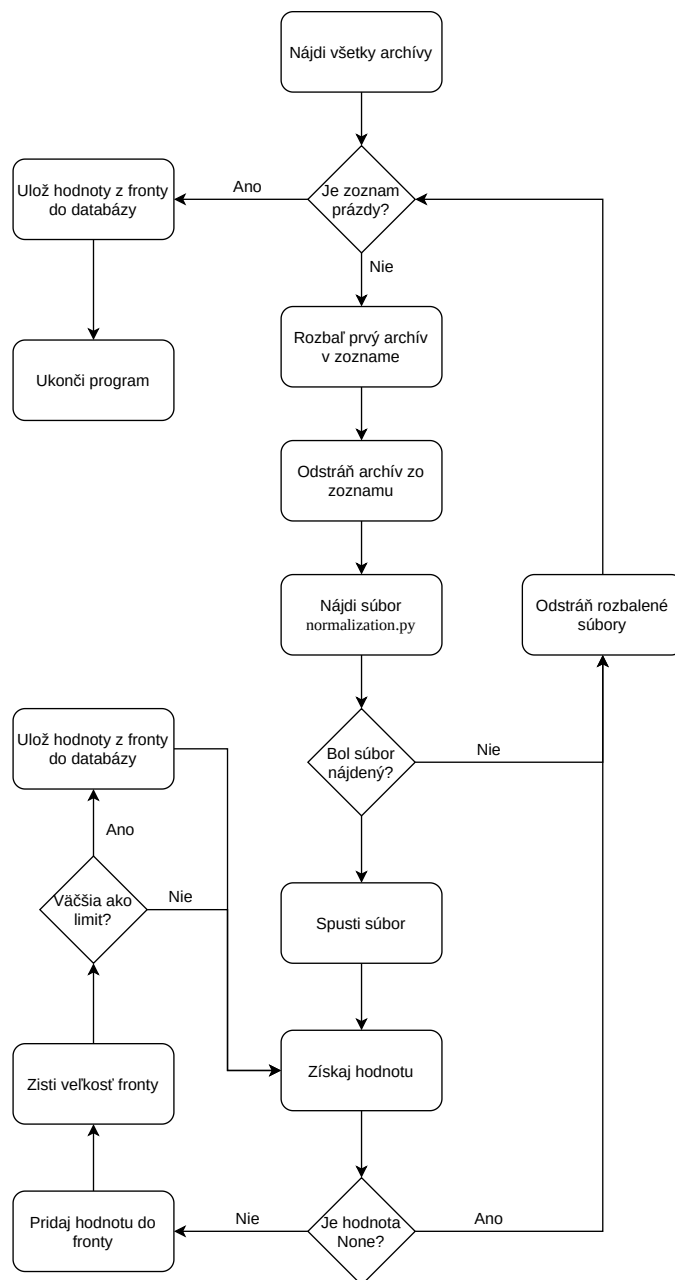 Nájdi všetky archívy
Ulož hodnoty z fronty
do databázy
Ano
Je zoznam
prázdy?
Nie
Ukonči program
Rozbaľ prvý archív
v zozname
Odstráň archív zo
zoznamu
Nájdi súbor
normalization.py
Odstráň rozbalené
súbory
Ulož hodnoty z fronty
do databázy
Bol súbor
nájdený?
Nie
Ano
Väčšia ako
limit?
Nie
Spusti súbor
Zisti veľkosť fronty
Získaj hodnotu
Pridaj hodnotu do
fronty
Nie
Je hodnota
None?
Ano